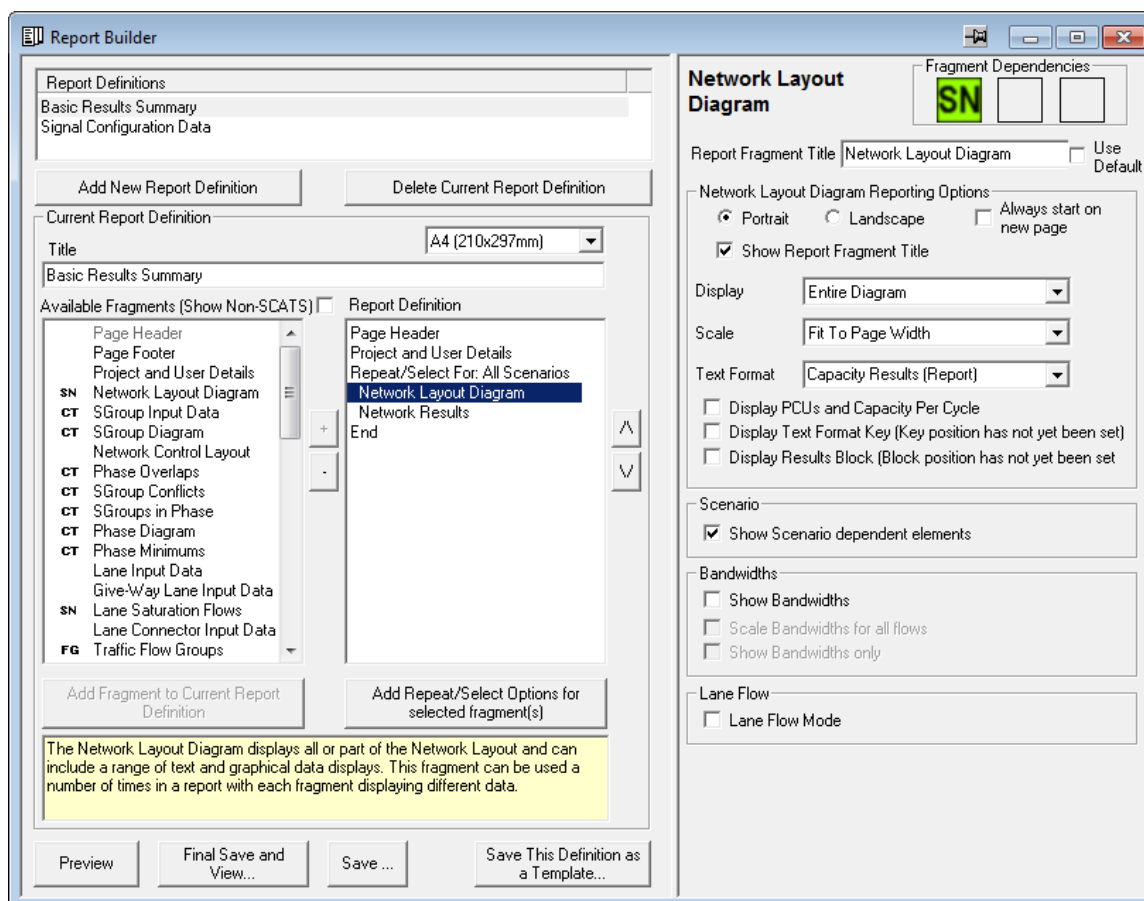 Report Builder
Report Definitions
Basic Results Summary
Signal Configuration Data
Add New Report Definition
Delete Current Report Definition
Current Report Definition
A4 (210x297mm)
Title
Basic Results Summary
Available Fragments (Show Non-SCATS)
Report Definition
Page Header
Page Footer
Project and User Details
SN Network Layout Diagram
CT SGroup Input Data
CT SGroup Diagram
Network Control Layout
CT Phase Overlaps
CT SGroup Conflicts
CT SGroups in Phase
CT Phase Diagram
CT Phase Minimums
Lane Input Data
Give-Way Lane Input Data
SN Lane Saturation Flows
Lane Connector Input Data
FG Traffic Flow Groups
+
-
Page Header
Project and User Details
Repeat/Select For: All Scenarios
Network Layout Diagram
Network Results
End
/\
\/
Add Fragment to Current Report
Definition
Add Repeat/Select Options for
selected fragment(s)
The Network Layout Diagram displays all or part of the Network Layout and can
include a range of text and graphical data displays. This fragment can be used a
number of times in a report with each fragment displaying different data.
Preview
Final Save and
View...
Save ...
Save This Definition as
a Template...
Network Layout
Diagram
Fragment Dependencies
SN
Report Fragment Title
Network Layout Diagram
Use
Default
Network Layout Diagram Reporting Options
Portrait
Landscape
Always start on
new page
Show Report Fragment Title
Display
Entire Diagram
Scale
Fit To Page Width
Text Format
Capacity Results (Report)
Display PCUs and Capacity Per Cycle
Display Text Format Key (Key position has not yet been set)
Display Results Block (Block position has not yet been set
Scenario
Show Scenario dependent elements
Bandwidths
Show Bandwidths
Scale Bandwidths for all flows
Show Bandwidths only
Lane Flow
Lane Flow Mode